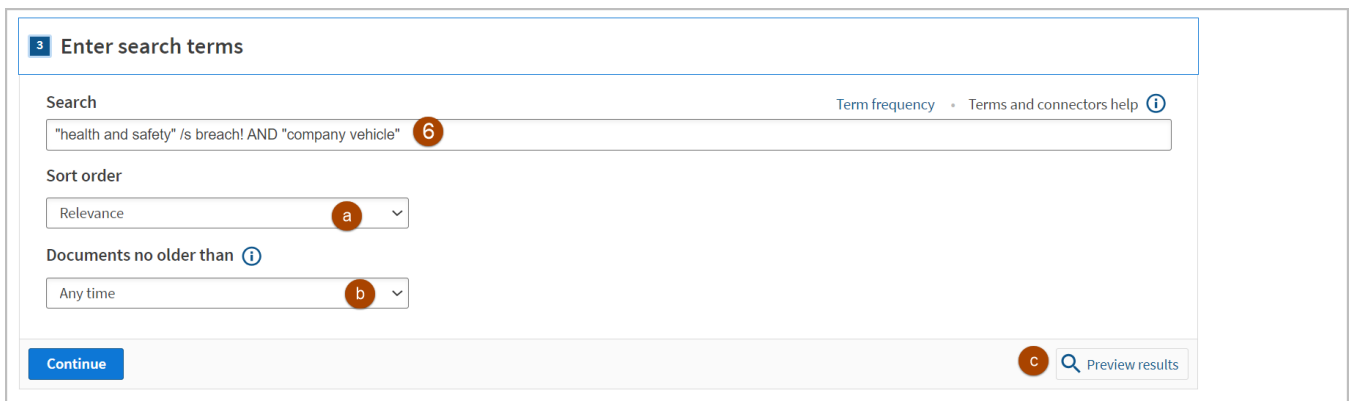 3 Enter search terms
Search
Term frequency • Terms and connectors help i
"health and safety" /s breach! AND "company vehicle" 6
Sort order
Relevance a
Documents no older than i
Any time b
Continue
c Preview results